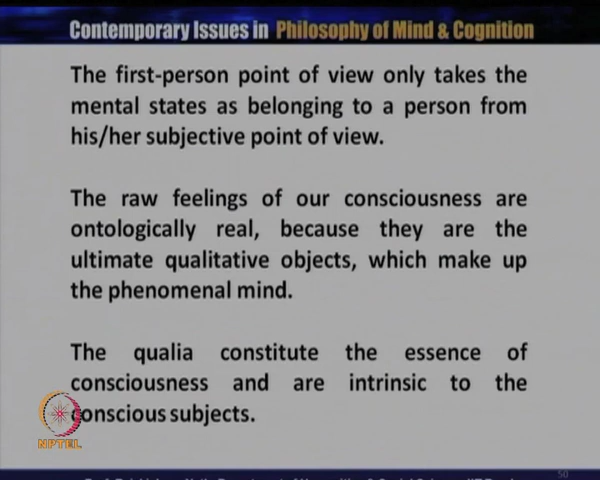 Contemporary Issues in Philosophy of Mind & Cognition
The first-person point of view only takes the
mental states as belonging to a person from
his/her subjective point of view.
The raw feelings of our consciousness are
ontologically real, because they are the
ultimate qualitative objects, which make up
the phenomenal mind.
The qualia constitute the essence of
consciousness and are intrinsic to the
conscious subjects.
NPTEL
50